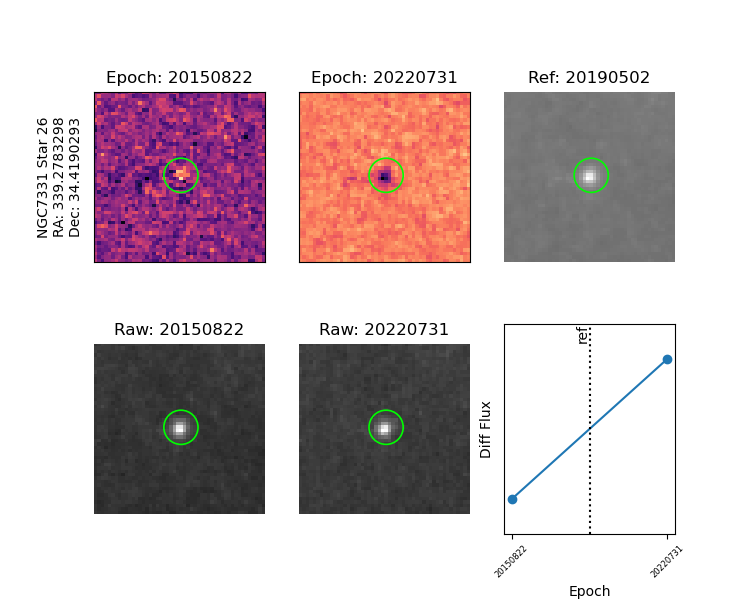 NGC7331 Star 26
RA: 339.2783298
Dec: 34.4190293
Epoch: 20150822
Epoch: 20220731
Ref: 20190502
Raw: 20150822
Raw: 20220731
ref
Diff Flux
20150822
20220731
Epoch